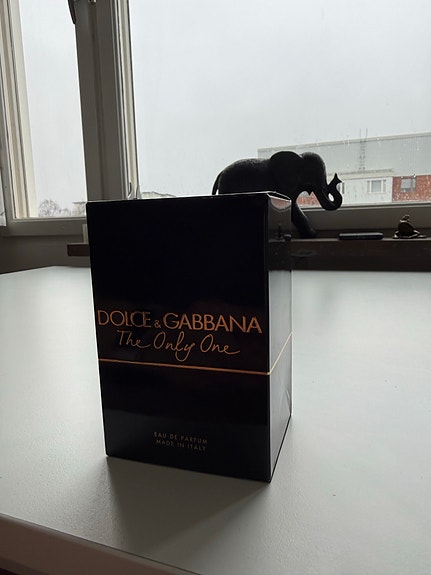 DOLCE & GABBANA
The Only One
EAU DE PARFUM
MADE IN ITALY